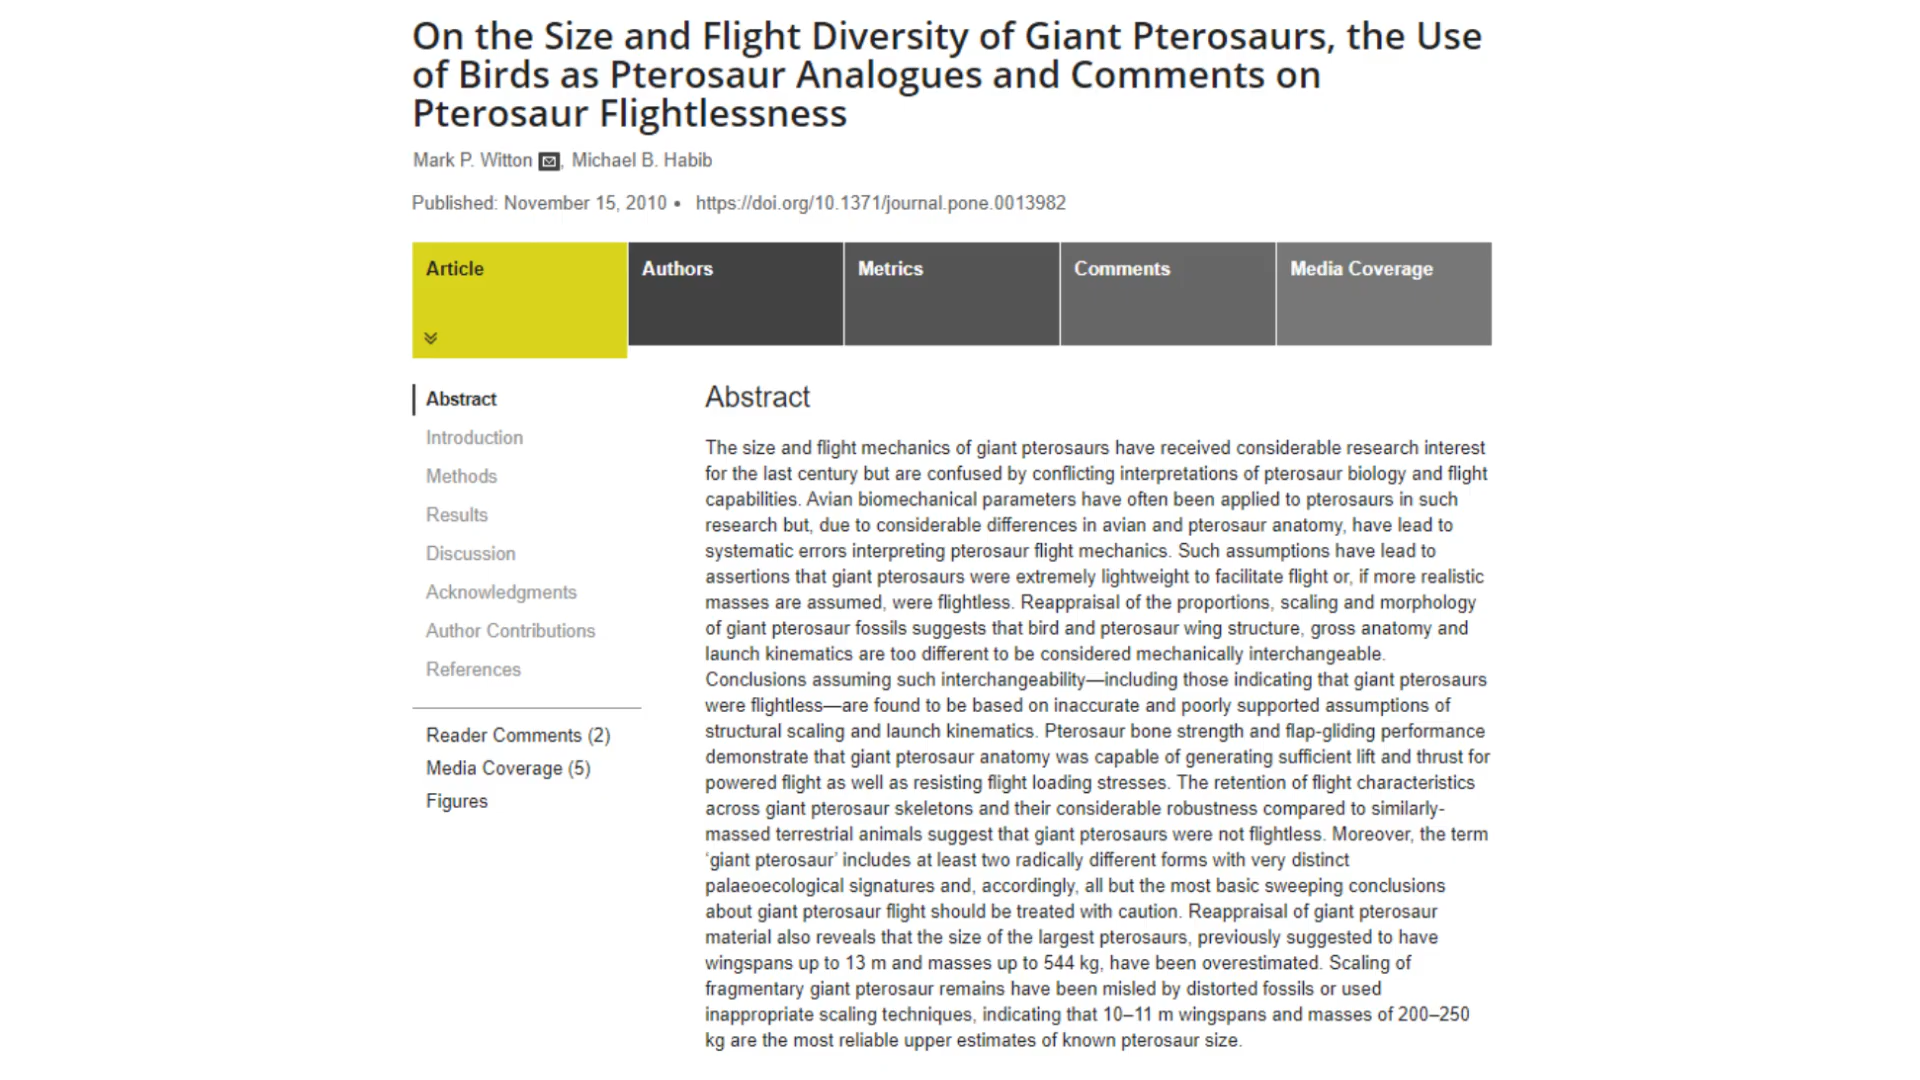 On the Size and Flight Diversity of Giant Pterosaurs, the Use
of Birds as Pterosaur Analogues and Comments on
Pterosaur Flightlessness
Mark P. Witton , Michael B. Habib
Published: November 15, 2010 • https://doi.org/10.1371/journal.pone.0013982
Article
Authors
Metrics
Comments
Media Coverage
Abstract
Introduction
Methods
Results
Discussion
Acknowledgments
Author Contributions
References
Reader Comments (2)
Media Coverage (5)
Figures
Abstract
The size and flight mechanics of giant pterosaurs have received considerable research interest
for the last century but are confused by conflicting interpretations of pterosaur biology and flight
capabilities. Avian biomechanical parameters have often been applied to pterosaurs in such
research but, due to considerable differences in avian and pterosaur anatomy, have lead to
systematic errors interpreting pterosaur flight mechanics. Such assumptions have lead to
assertions that giant pterosaurs were extremely lightweight to facilitate flight or, if more realistic
masses are assumed, were flightless. Reappraisal of the proportions, scaling and morphology
of giant pterosaur fossils suggests that bird and pterosaur wing structure, gross anatomy and
launch kinematics are too different to be considered mechanically interchangeable.
Conclusions assuming such interchangeability—including those indicating that giant pterosaurs
were flightless—are found to be based on inaccurate and poorly supported assumptions of
structural scaling and launch kinematics. Pterosaur bone strength and flap-gliding performance
demonstrate that giant pterosaur anatomy was capable of generating sufficient lift and thrust for
powered flight as well as resisting flight loading stresses. The retention of flight characteristics
across giant pterosaur skeletons and their considerable robustness compared to similarly-
massed terrestrial animals suggest that giant pterosaurs were not flightless. Moreover, the term
‘giant pterosaur’ includes at least two radically different forms with very distinct
palaeoecological signatures and, accordingly, all but the most basic sweeping conclusions
about giant pterosaur flight should be treated with caution. Reappraisal of giant pterosaur
material also reveals that the size of the largest pterosaurs, previously suggested to have
wingspans up to 13 m and masses up to 544 kg, have been overestimated. Scaling of
fragmentary giant pterosaur remains have been misled by distorted fossils or used
inappropriate scaling techniques, indicating that 10–11 m wingspans and masses of 200–250
kg are the most reliable upper estimates of known pterosaur size.